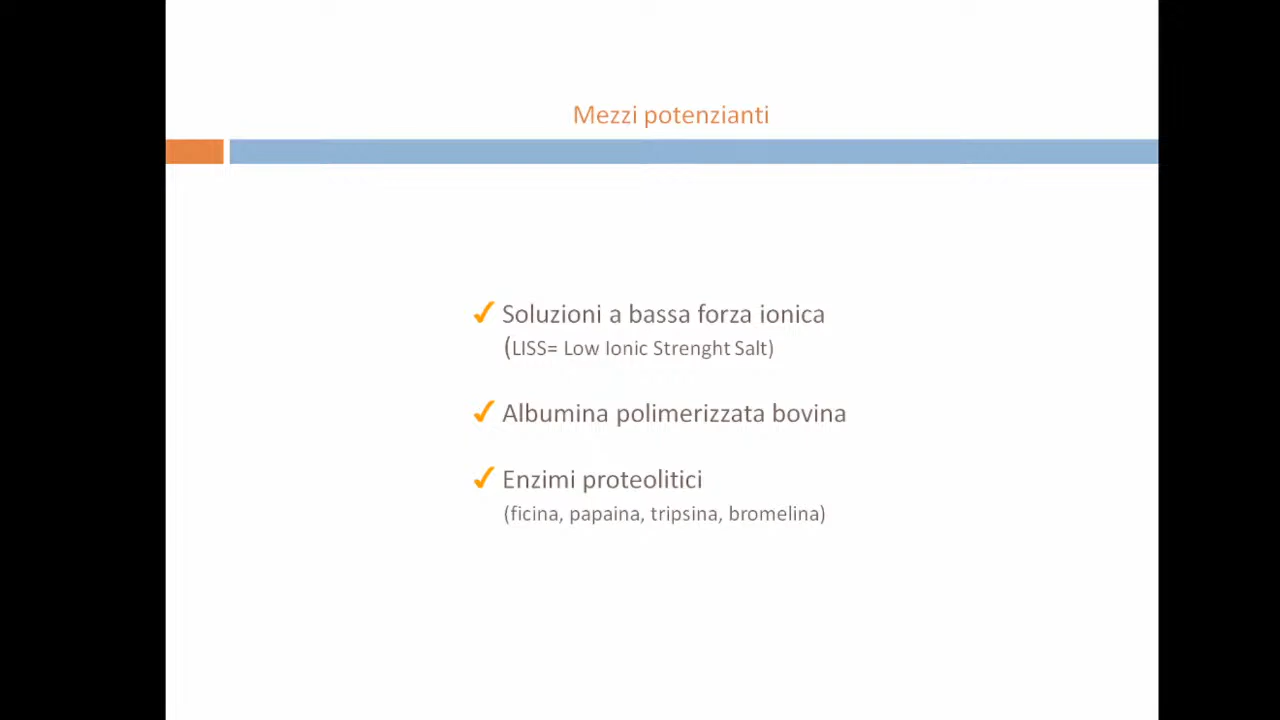 Mezzi potenzianti
✓ Soluzioni a bassa forza ionica
(LISS= Low Ionic Strenght Salt)
✓ Albumina polimerizzata bovina
✓ Enzimi proteolitici
(ficina, papaina, tripsina, bromelina)